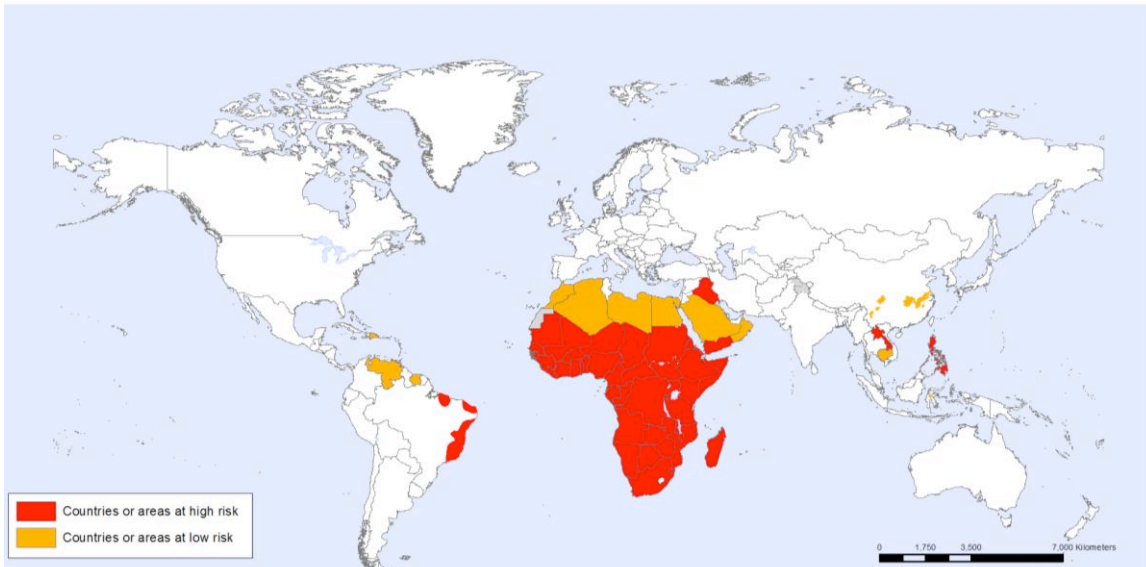 Countries or areas at high risk
Countries or areas at low risk
0 1,750 3,500 7,000 Kilometers